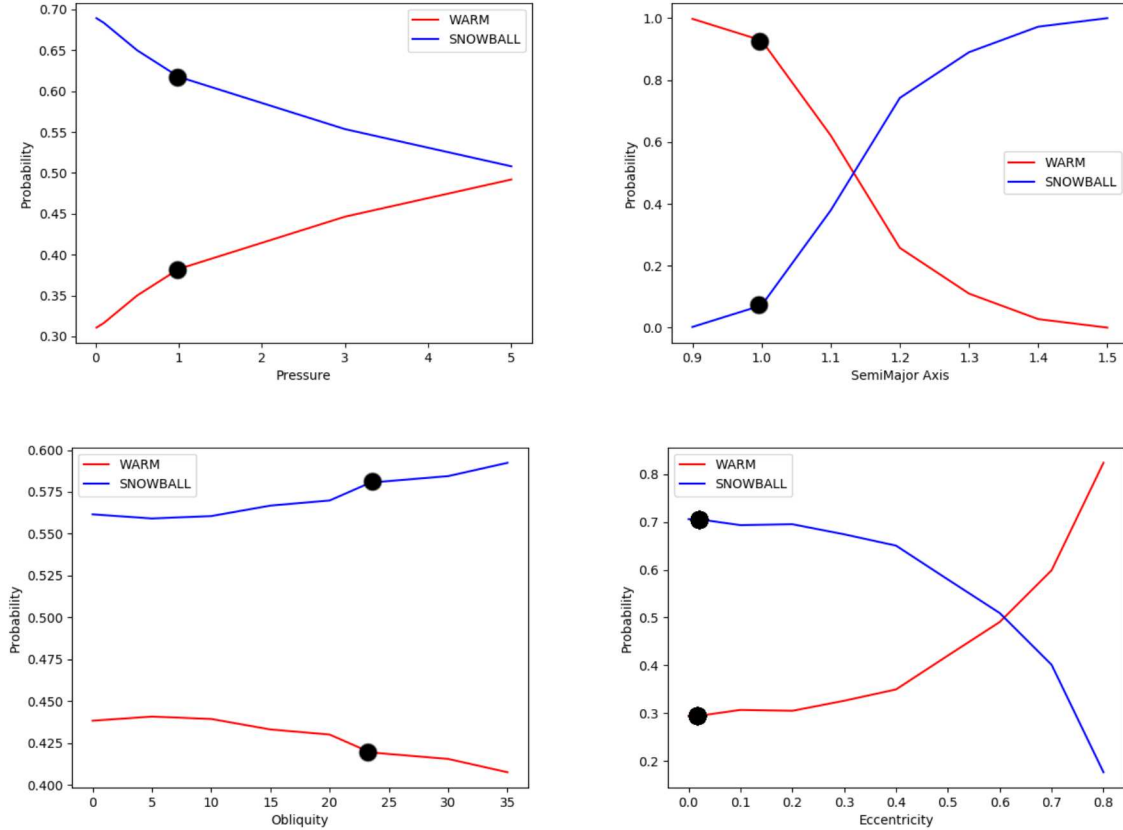 0.70
0.65
0.60
0.55
0.50
0.45
0.40
0.35
0.30
Probability
WARM
SNOWBALL
0 1 2 3 4 5
Pressure
1.0
0.8
0.6
0.4
0.2
0.0
Probability
WARM
SNOWBALL
0.9 1.0 1.1 1.2 1.3 1.4 1.5
SemiMajor Axis
0.600
0.575
0.550
0.525
0.500
0.475
0.450
0.425
0.400
Probability
WARM
SNOWBALL
0 5 10 15 20 25 30 35
Obliquity
0.8
0.7
0.6
0.5
0.4
0.3
0.2
Probability
WARM
SNOWBALL
0.0 0.1 0.2 0.3 0.4 0.5 0.6 0.7 0.8
Eccentricity